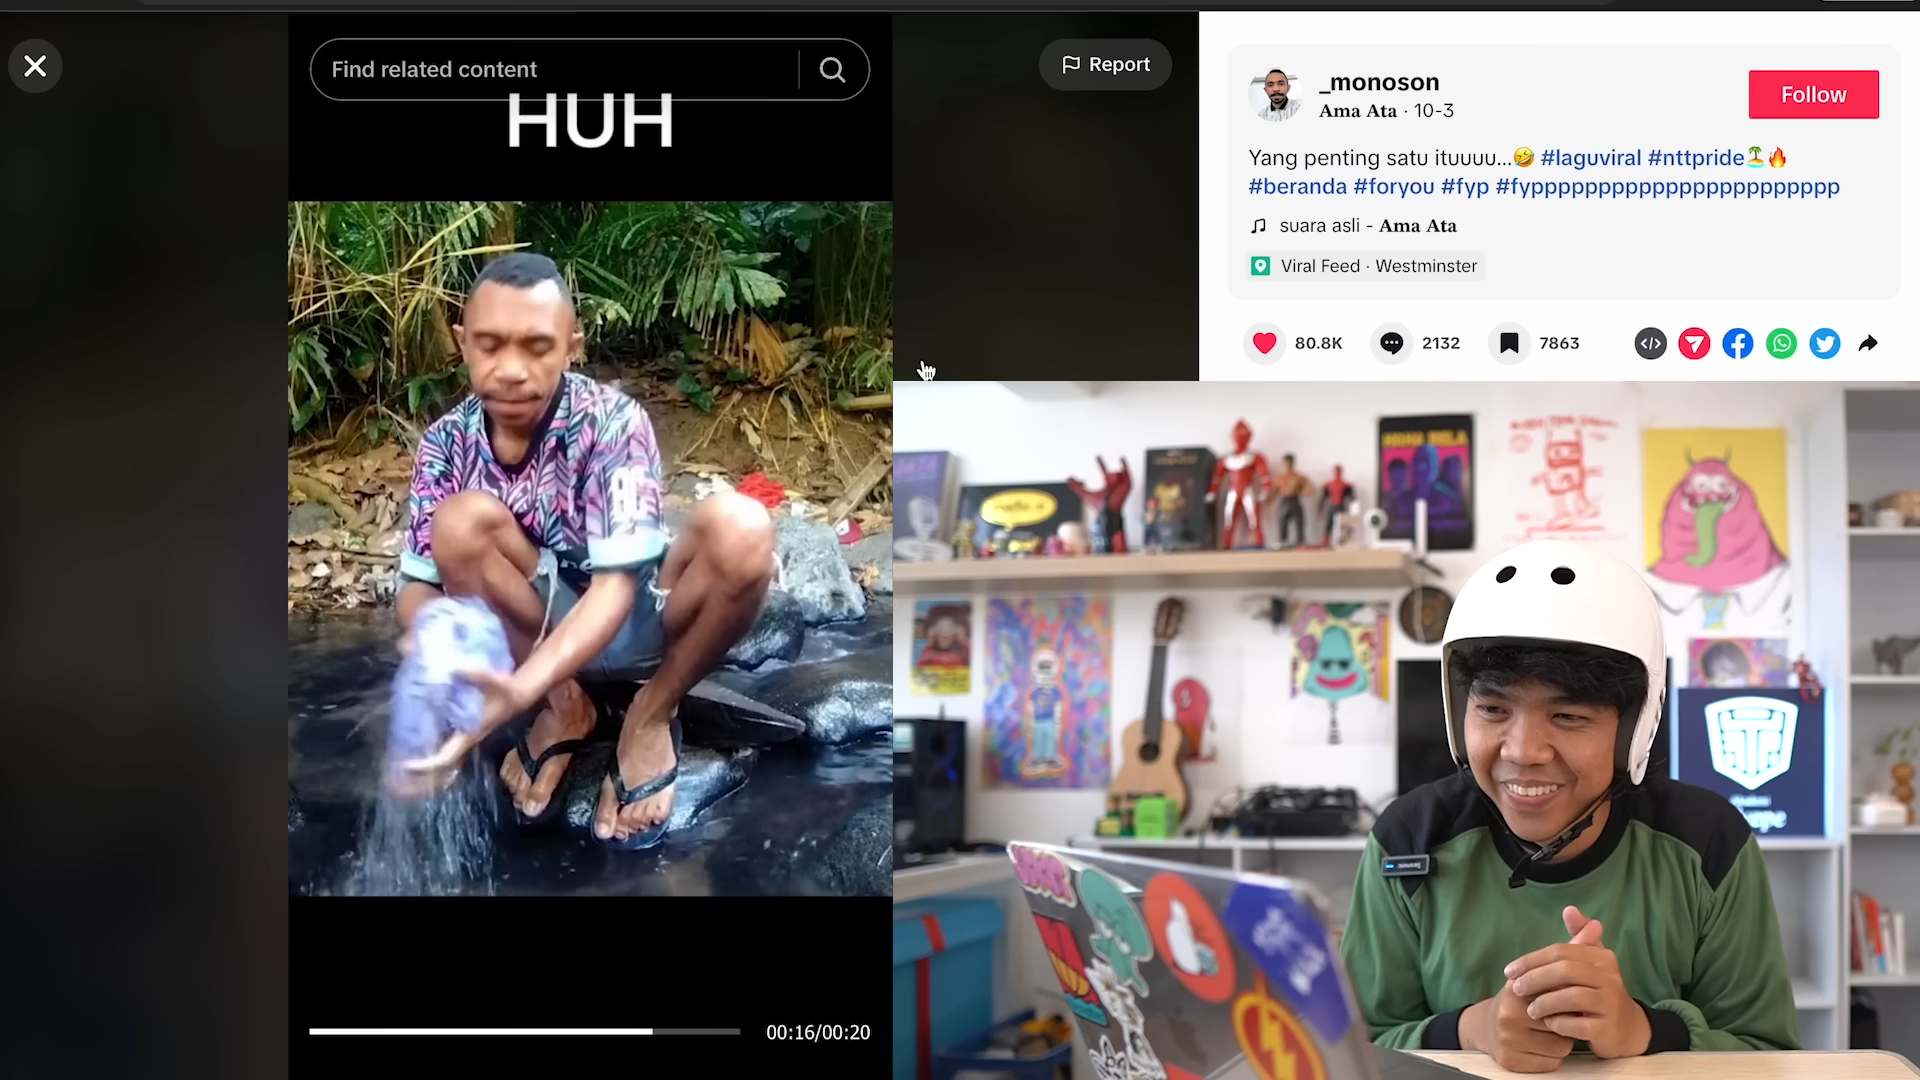 Find related content
HUH
Report
_monoson
Ama Ata · 10-3
Follow
Yang penting satu ituuuu...🤣 #laguviral #nttpride🏝️🔥
#beranda #foryou #fyp #fyppppppppppppppppppppppp
suara asli - Ama Ata
Viral Feed · Westminster
80.8K
2132
7863
00:16/00:20